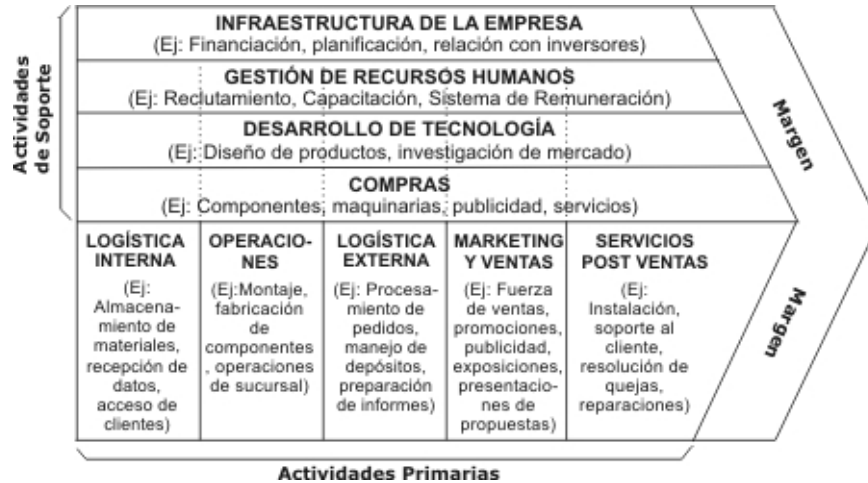 Actividades
de Soporte
INFRAESTRUCTURA DE LA EMPRESA
(Ej: Financiación, planificación, relación con inversores)
GESTIÓN DE RECURSOS HUMANOS
(Ej: Reclutamiento, Capacitación, Sistema de Remuneración)
DESARROLLO DE TECNOLOGÍA
(Ej: Diseño de productos, investigación de mercado)
COMPRAS
(Ej: Componentes, maquinarias, publicidad, servicios)
Margen
LOGÍSTICA
INTERNA
(Ej:
Almacena-
miento de
materiales,
recepción de
datos,
acceso de
clientes)
OPERACIO-
NES
(Ej:Montaje,
fabricación
de
componentes
, operaciones
de sucursal)
LOGÍSTICA
EXTERNA
(Ej: Procesa-
miento de
pedidos,
manejo de
depósitos,
preparación
de informes)
MARKETING
Y VENTAS
(Ej: Fuerza
de ventas,
promociones,
publicidad,
exposiciones,
presentacio-
nes de
propuestas)
SERVICIOS
POST VENTAS
(Ej:
Instalación,
soporte al
cliente,
resolución de
quejas,
reparaciones)
Margen
Actividades Primarias